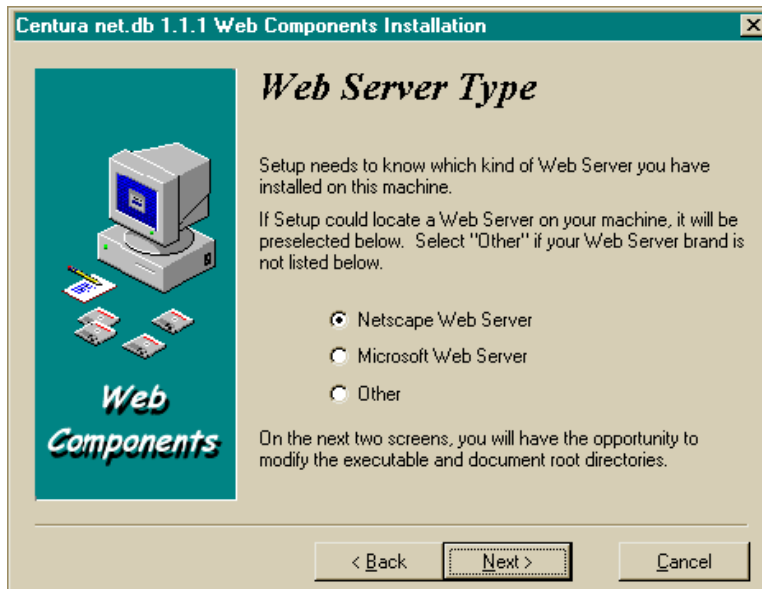 Centura net.db 1.1.1 Web Components Installation
Web Server Type
Setup needs to know which kind of Web Server you have
installed on this machine.
If Setup could locate a Web Server on your machine, it will be
preselected below.  Select "Other" if your Web Server brand is
not listed below.
Netscape Web Server
Microsoft Web Server
Other
Web
Components
On the next two screens, you will have the opportunity to
modify the executable and document root directories.
< Back
Next >
Cancel